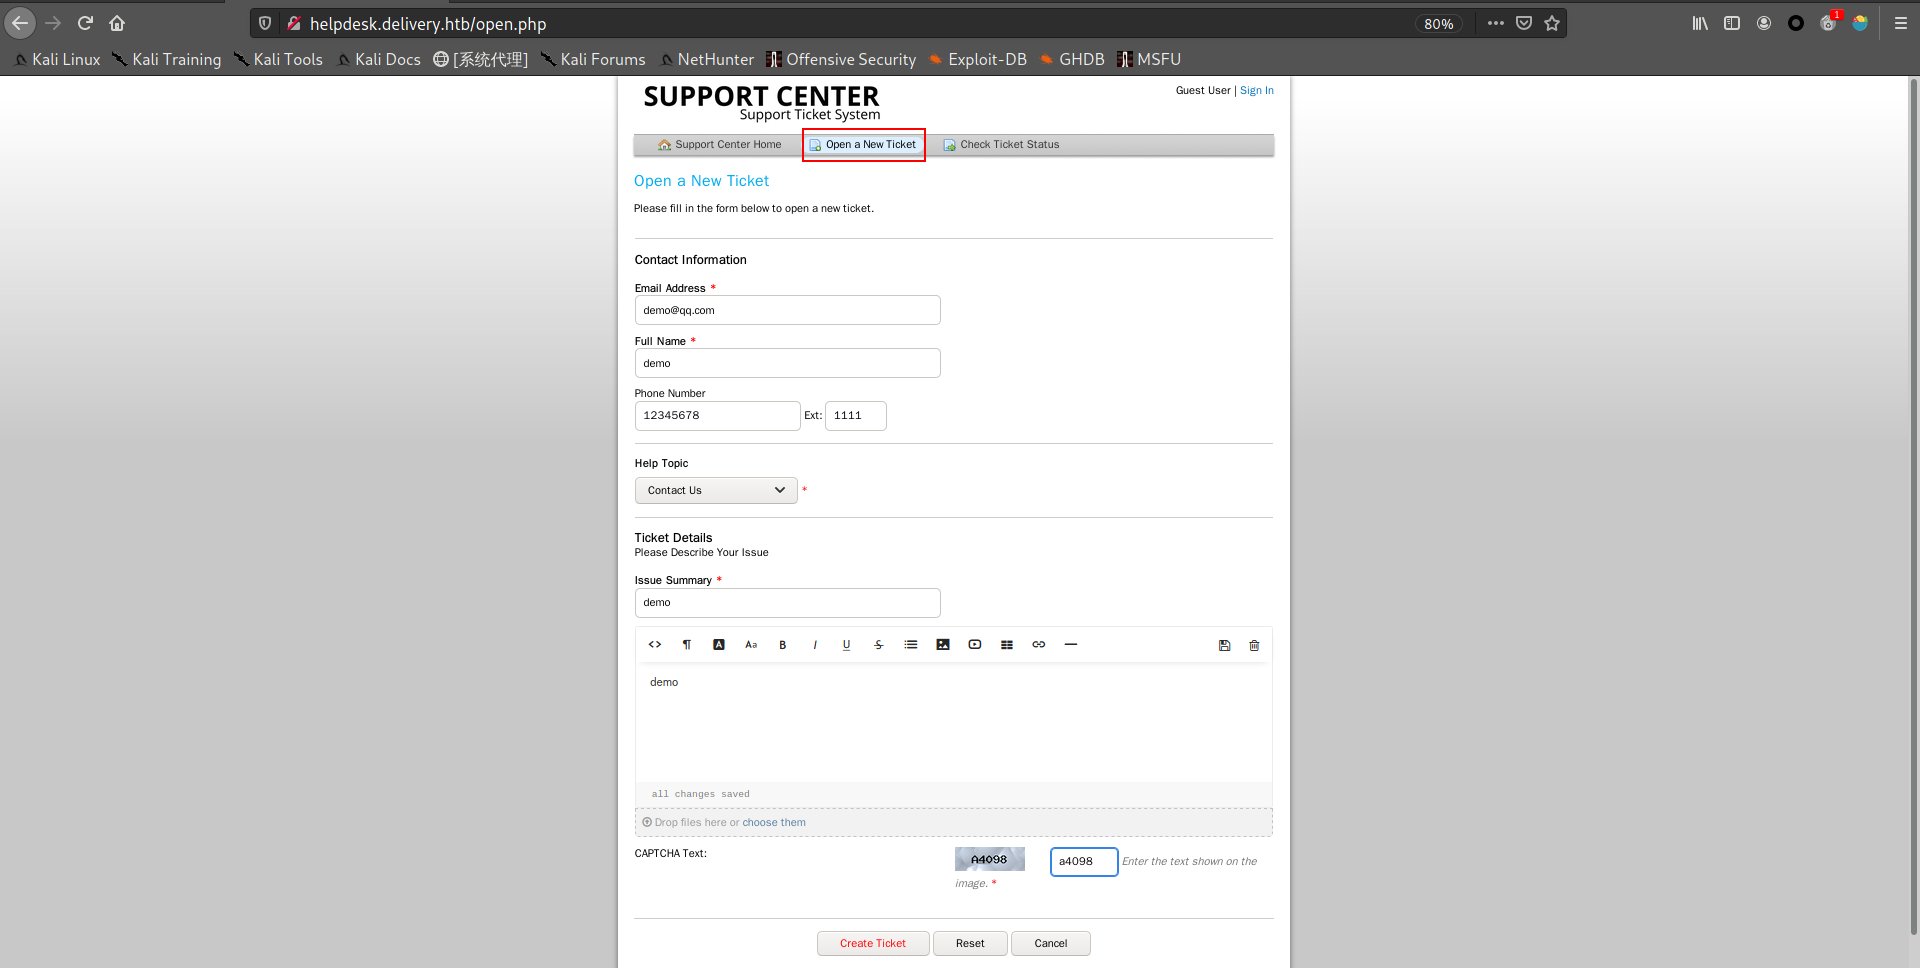 helpdesk.delivery.htb/open.php 80% 1
Kali Linux Kali Training Kali Tools Kali Docs [系统代理] Kali Forums NetHunter Offensive Security Exploit-DB GHDB MSFU
SUPPORT CENTER
Support Ticket System
Guest User | Sign In
Support Center Home Open a New Ticket Check Ticket Status
Open a New Ticket
Please fill in the form below to open a new ticket.
Contact Information
Email Address *
demo@qq.com
Full Name *
demo
Phone Number
12345678 Ext: 1111
Help Topic
Contact Us *
Ticket Details
Please Describe Your Issue
Issue Summary *
demo
<> ¶ A Aa B I U S
demo
all changes saved
Drop files here or choose them
CAPTCHA Text: A4098 a4098 Enter the text shown on the
image. *
Create Ticket Reset Cancel